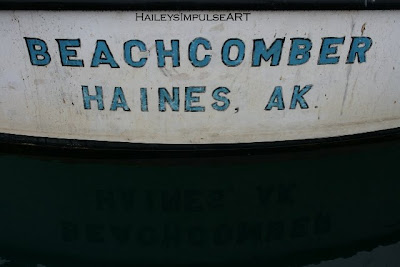 HAILEYSIMPULSEART
BEACHCOMBER
HAINES, AK.